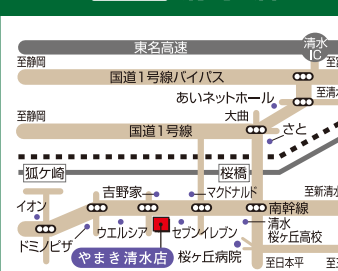 東名高速
清水
IC
至静岡
国道1号線バイパス
あいネットホール
至静岡
大曲
国道1号線
さと
狐ケ崎
桜橋
吉野家
マクドナルド
至新清
イオン
南幹線
ウエルシア
セブンイレブン
清水
桜ケ丘高校
ドミノピザ
やまき清水店
桜ケ丘病院
至日本平